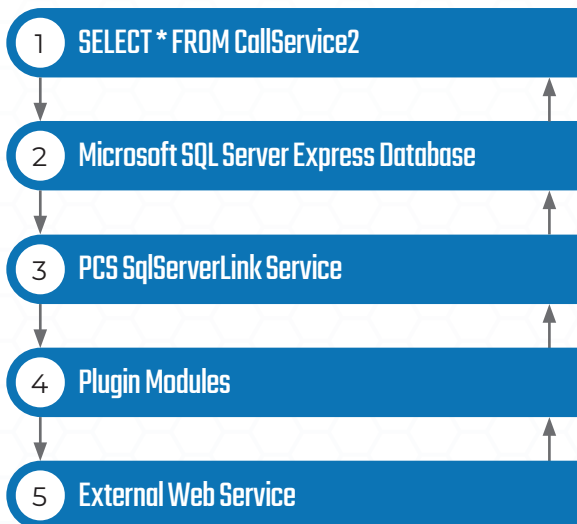 1 SELECT * FROM CallService2
2 Microsoft SQL Server Express Database
3 PCS SqlServerLink Service
4 Plugin Modules
5 External Web Service